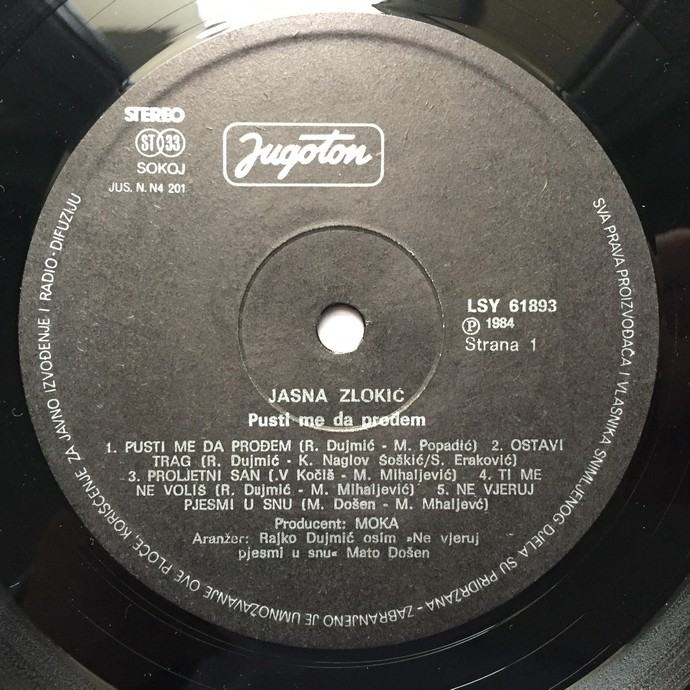 STEREO
ST 33
SOKOJ
JUS. N. N4 201
Jugoton
LSY 61893
Ⓟ 1984
Strana 1
JASNA ZLOKIĆ
Pusti me da prođem
1. PUSTI ME DA PROĐEM (R. Dujmić - M. Popadić) 2. OSTAVI
TRAG (R. Dujmić - K. Naglov Šoškić/S. Eraković)
3. PROLJETNI SAN (.V Kočiš - M. Mihaljević) 4. TI ME
NE VOLIŠ (R. Dujmić - M. Mihaljević) 5. NE VJERUJ
PJESMI U SNU (M. Došen - M. Mhaljevć)
Producent: MOKA
Aranžer: Rajko Dujmić osim »Ne vjeruj
pjesmi u snu« Mato Došen
SVA PRAVA PROIZVOĐAČA I VLASNIKA SNIMLJENOG DJELA SU PRIDRŽANA - ZABRANJENO JE UMNOŽAVANJE OVE PLOČE, KORIŠĆENJE ZA JAVNO IZVOĐENJE I RADIO-DIFUZIJU